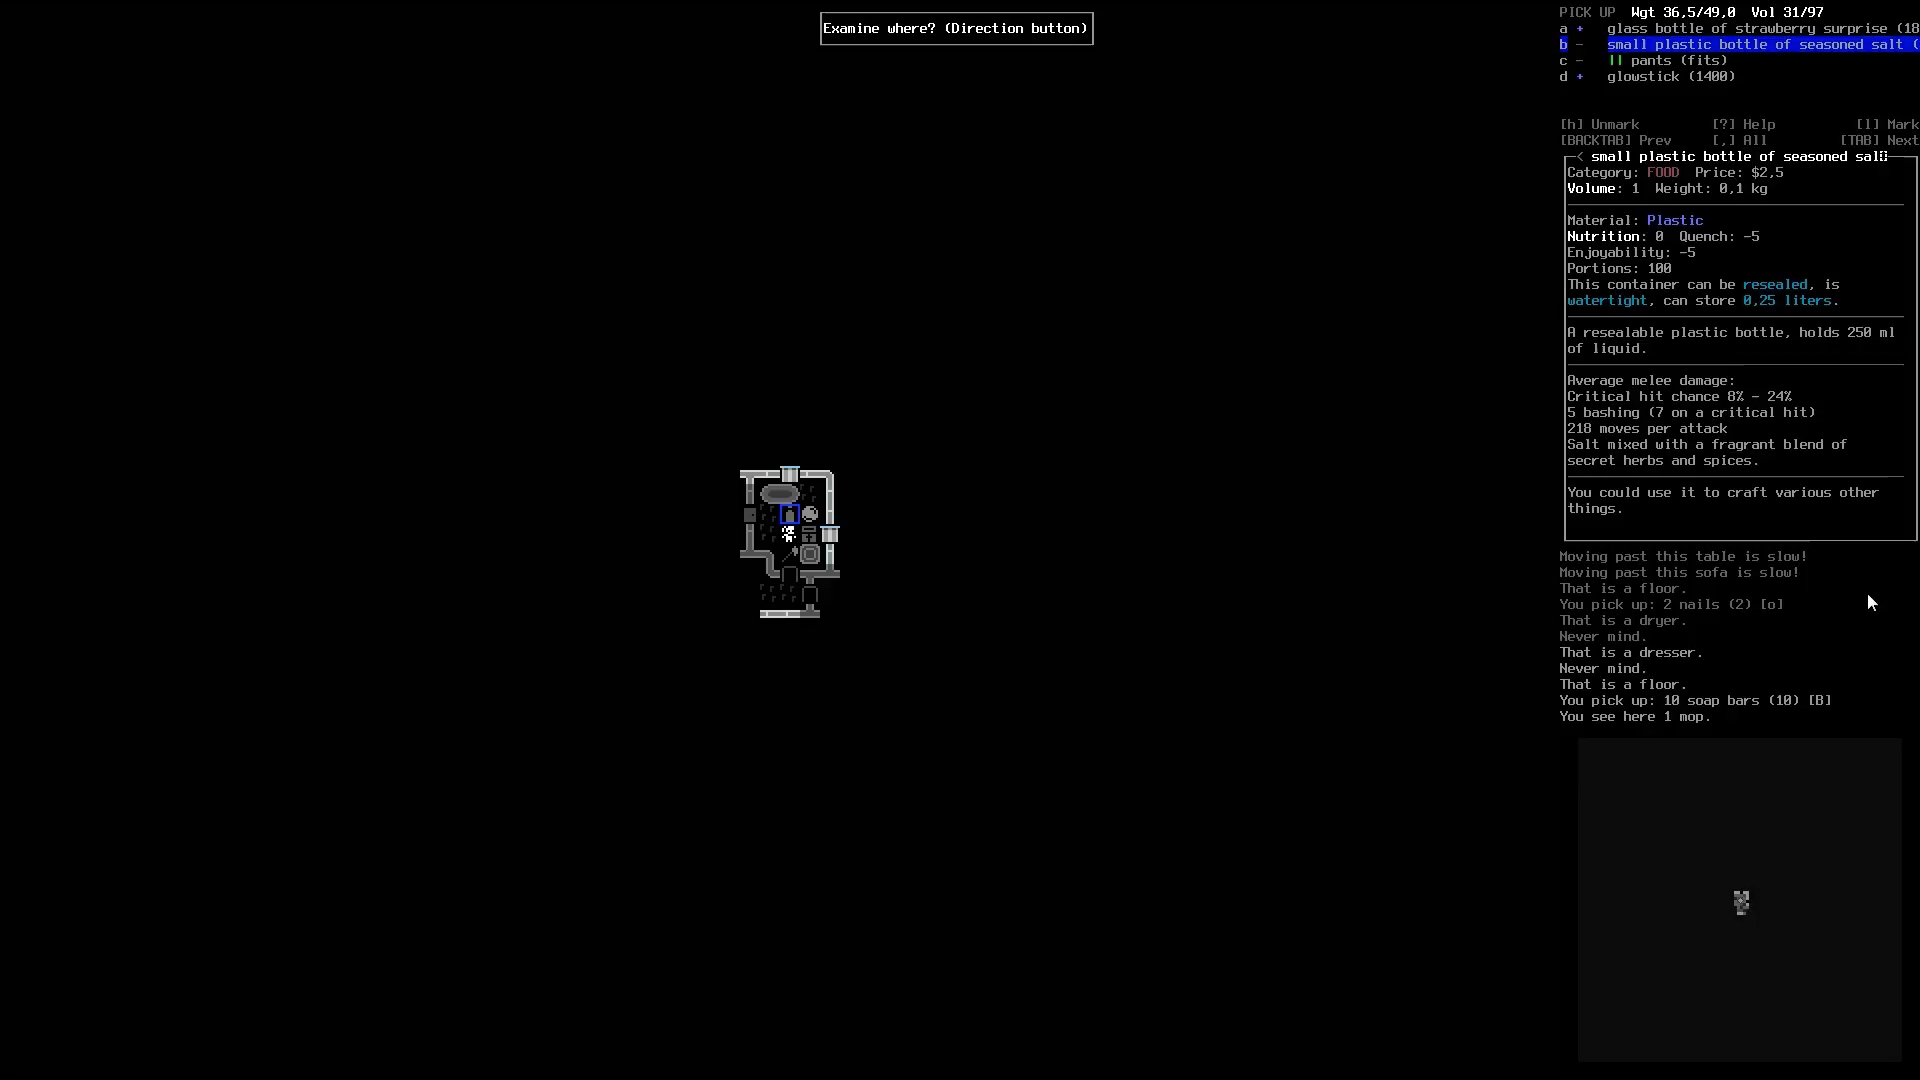 Examine where? (Direction button)
PICK UP Wgt 36,5/49,0 Vol 31/97
a + glass bottle of strawberry surprise (18
b - small plastic bottle of seasoned salt (
c - || pants (fits)
d + glowstick (1400)
[h] Unmark [?] Help [l] Mark
[BACKTAB] Prev [,] All [TAB] Next
< small plastic bottle of seasoned sal
Category: FOOD Price: $2,5
Volume: 1 Weight: 0,1 kg
Material: Plastic
Nutrition: 0 Quench: -5
Enjoyability: -5
Portions: 100
This container can be resealed, is
watertight, can store 0,25 liters.
A resealable plastic bottle, holds 250 ml
of liquid.
Average melee damage:
Critical hit chance 8% - 24%
5 bashing (7 on a critical hit)
218 moves per attack
Salt mixed with a fragrant blend of
secret herbs and spices.
You could use it to craft various other
things.
Moving past this table is slow!
Moving past this sofa is slow!
That is a floor.
You pick up: 2 nails (2) [o]
That is a dryer.
Never mind.
That is a dresser.
Never mind.
That is a floor.
You pick up: 10 soap bars (10) [B]
You see here 1 mop.